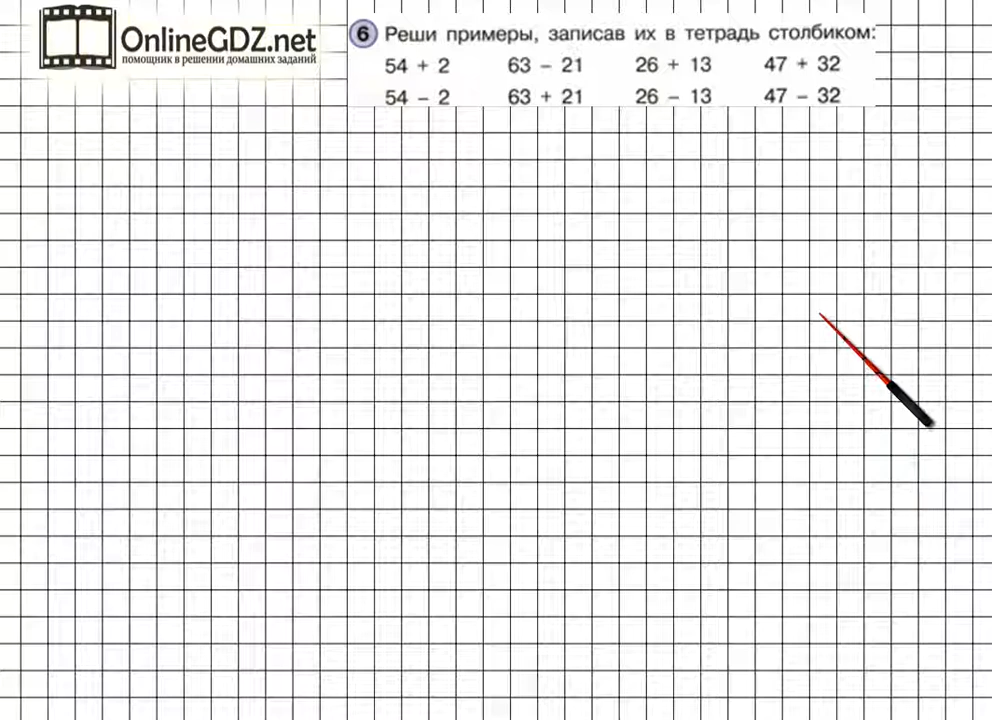 OnlineGDZ.net
помощник в решении домашних заданий
6 Реши примеры, записав их в тетрадь столбиком:
54 + 2 63 – 21 26 + 13 47 + 32
54 – 2 63 + 21 26 – 13 47 – 32